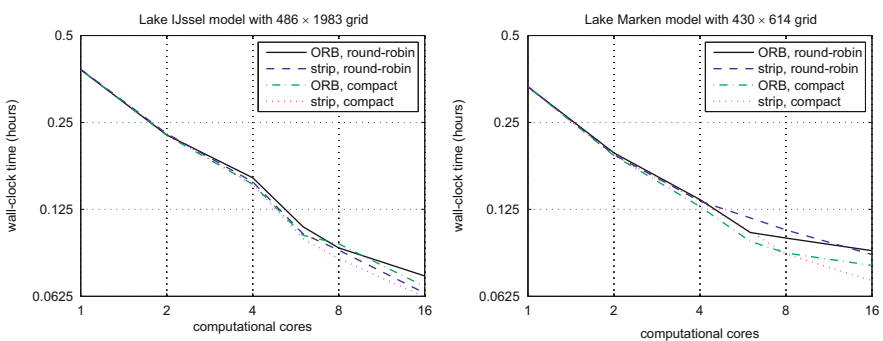 Lake IJssel model with 486 × 1983 grid
0.5
0.25
0.125
0.0625
wall-clock time (hours)
ORB, round-robin
strip, round-robin
ORB, compact
strip, compact
1 2 4 8 16
computational cores
Lake Marken model with 430 × 614 grid
0.5
0.25
0.125
0.0625
wall-clock time (hours)
ORB, round-robin
strip, round-robin
ORB, compact
strip, compact
1 2 4 8 16
computational cores